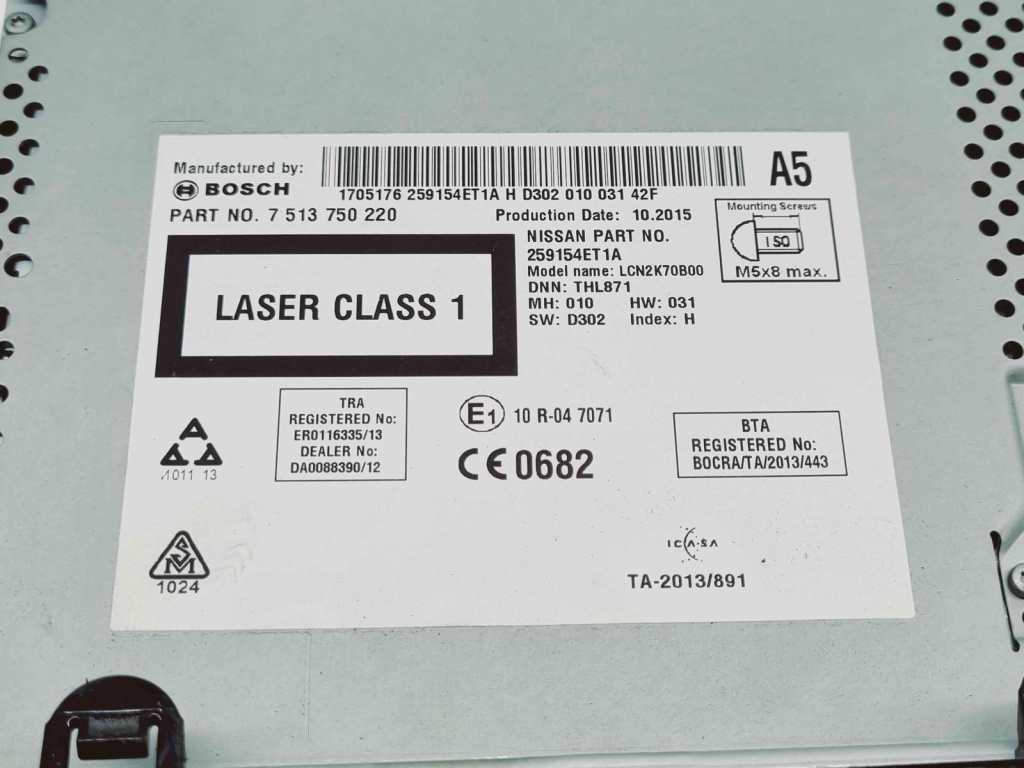 Manufactured by:
BOSCH
1705176 259154ET1A H D302 010 031 42F
A5
PART NO. 7 513 750 220
Production Date: 10.2015
NISSAN PART NO.
259154ET1A
Model name: LCN2K70B00
DNN: THL871
MH: 010 HW: 031
SW: D302 Index: H
Mounting Screws
ISO
M5x8 max.
LASER CLASS 1
TRA
REGISTERED No:
ER0116335/13
DEALER No:
DA0088390/12
E1 10 R-04 7071
CE 0682
BTA
REGISTERED No:
BOCRA/TA/2013/443
A
AA
1011 13
SM
1024
ICASA
TA-2013/891